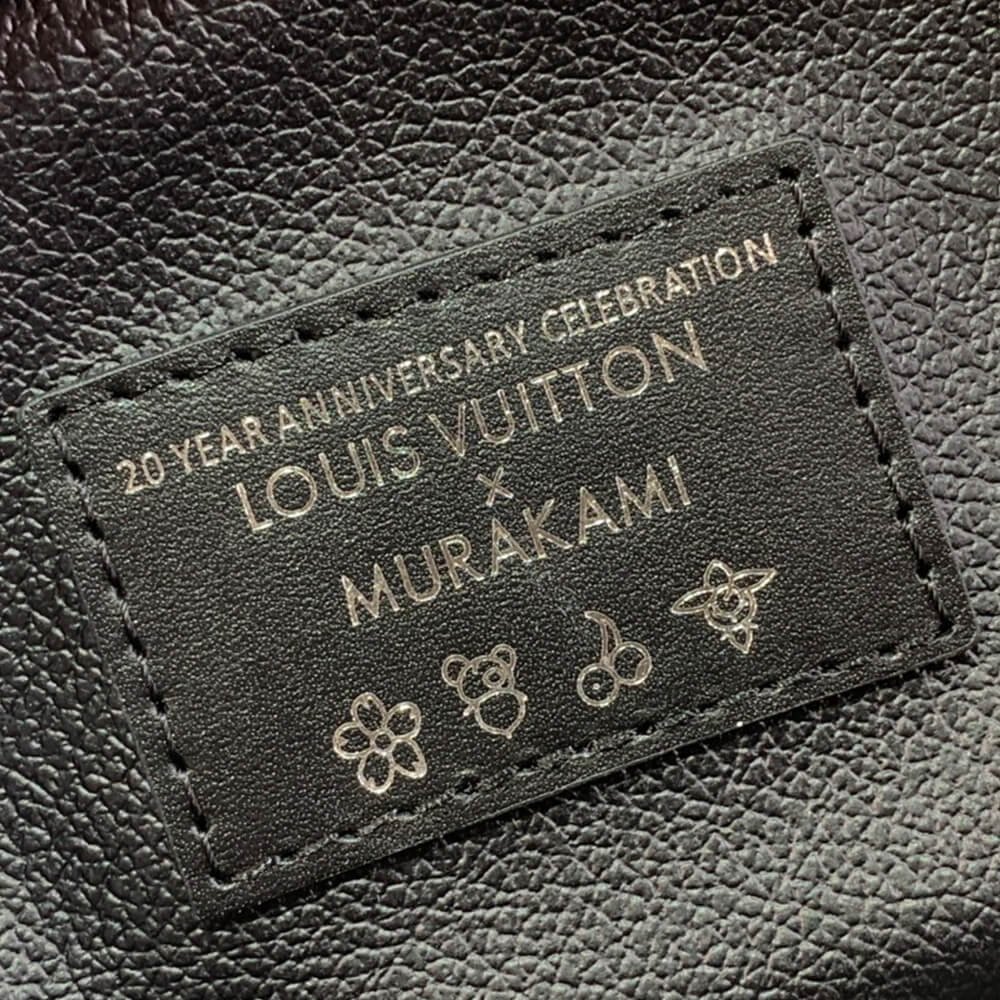 20 YEAR ANNIVERSARY CELEBRATION
LOUIS VUITTON
×
MURAKAMI